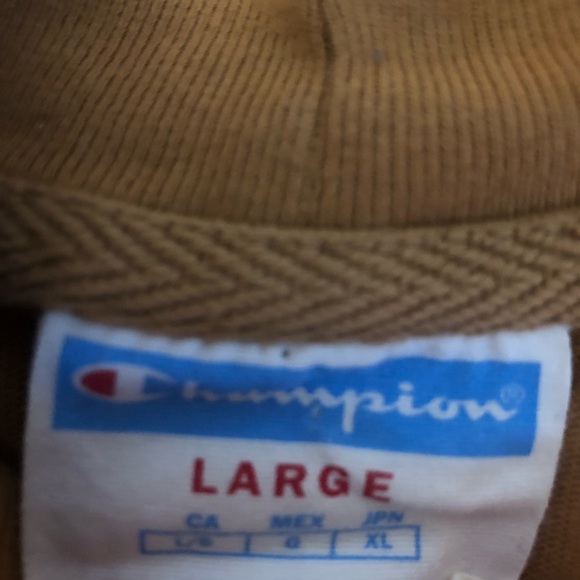 Champion®
LARGE
CA MEX JPN
L/G G XL